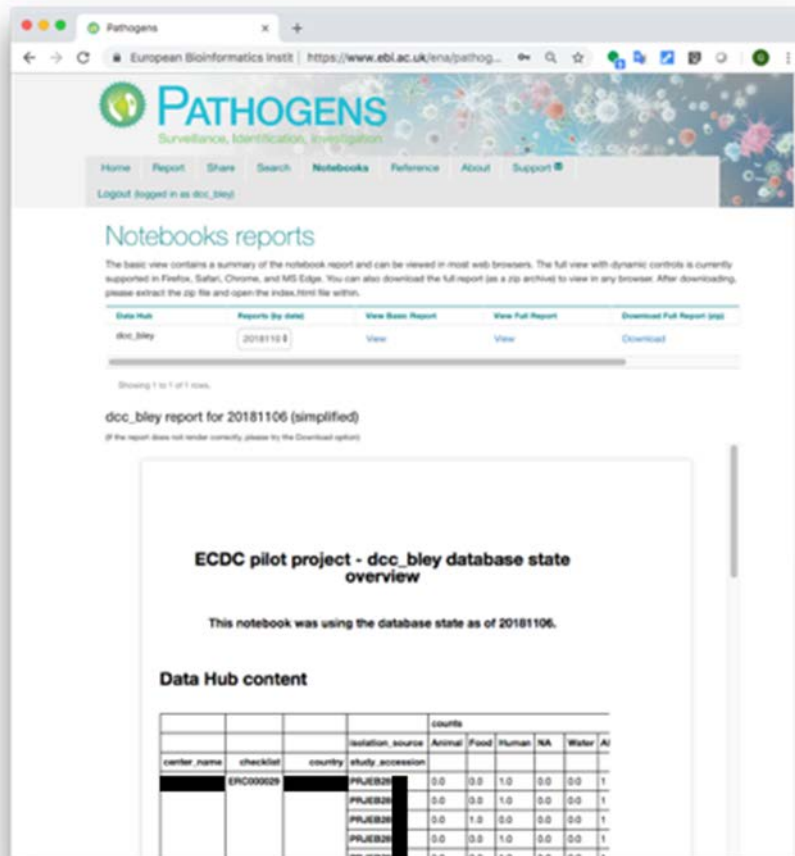 Pathogens
European Bioinformatics Instit | https://www.ebi.ac.uk/ena/pathog...
PATHOGENS
Surveillance, Identification, Investigation
Home Report Share Search Notebooks Reference About Support
Logout (logged in as dcc_bley)
Notebooks reports
The basic view contains a summary of the notebook report and can be viewed in most web browsers. The full view with dynamic controls is currently
supported in Firefox, Safari, Chrome, and MS Edge. You can also download the full report (as a zip archive) to view in any browser. After downloading,
please extract the zip file and open the index.html file within.
Data Hub Reports (by date) View Basic Report View Full Report Download Full Report (zip)
dcc_bley 2018110 View View Download
Showing 1 to 1 of 1 rows.
dcc_bley report for 20181106 (simplified)
(If the report does not render correctly, please try the Download option)
ECDC pilot project - dcc_bley database state
overview
This notebook was using the database state as of 20181106.
Data Hub content
counts
isolation_source Animal Food Human NA Water Al
center_name checklist country study_accession
ERC000029 PRJEB28 0.0 0.0 1.0 0.0 0.0 1
PRJEB28 0.0 0.0 1.0 0.0 0.0 1
PRJEB28 0.0 1.0 0.0 0.0 0.0 1
PRJEB28 0.0 0.0 1.0 0.0 0.0 1